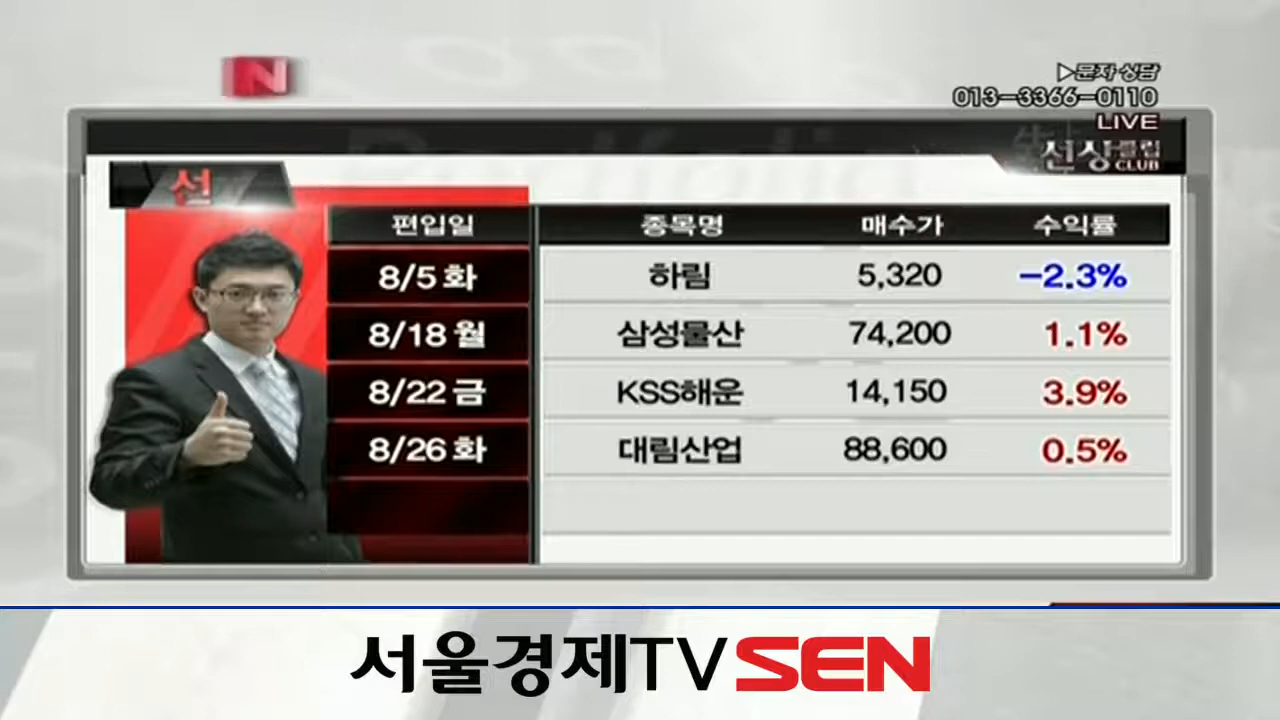 N
▶문자 상담
013-3366-0110
LIVE
신상클럽
CLUB
선
편입일 종목명 매수가 수익률
8/5 화 하림 5,320 -2.3%
8/18 월 삼성물산 74,200 1.1%
8/22 금 KSS해운 14,150 3.9%
8/26 화 대림산업 88,600 0.5%
서울경제TV SEN